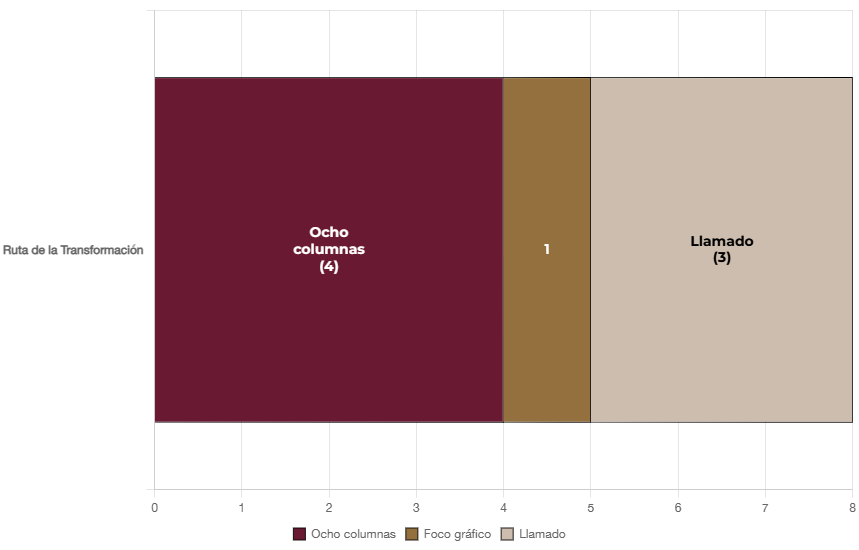 Ocho
columnas
(4)
1
Llamado
(3)
Ruta de la Transformación
0 1 2 3 4 5 6 7 8
Ocho columnas Foco gráfico Llamado